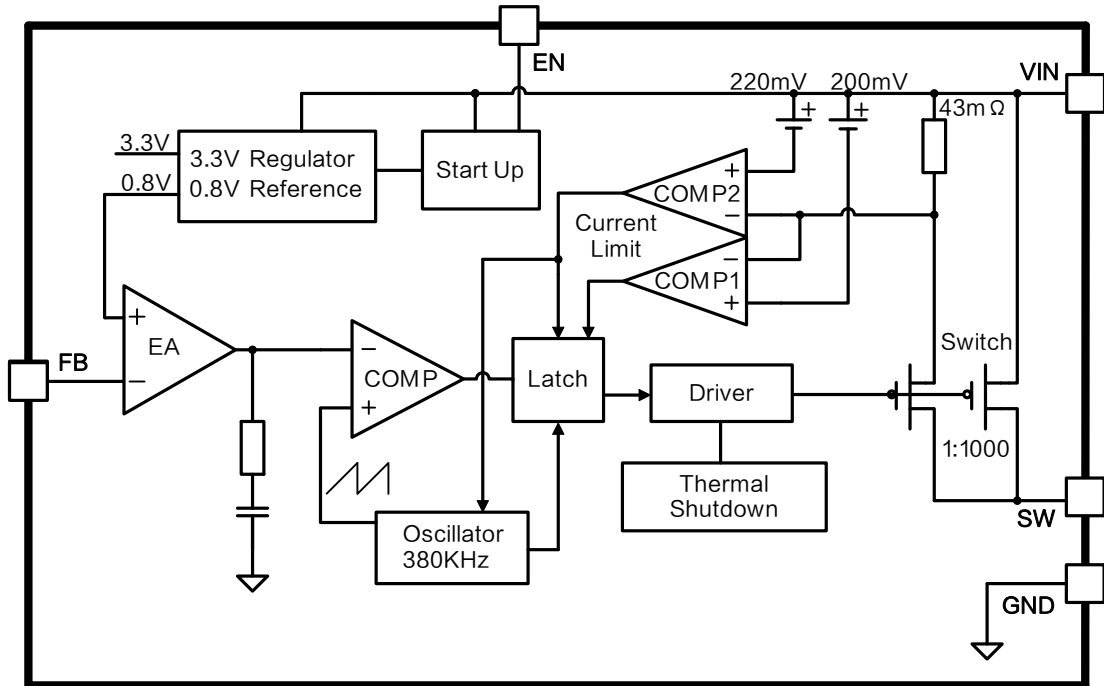 EN
VIN
220mV
200mV
+
+
43mΩ
3.3V
3.3V Regulator
0.8V
0.8V Reference
Start Up
+
COMP2
−
Current
Limit
−
COMP1
+
FB
+
EA
−
−
COMP
+
Latch
Driver
Switch
1:1000
Thermal
Shutdown
Oscillator
380KHz
SW
GND